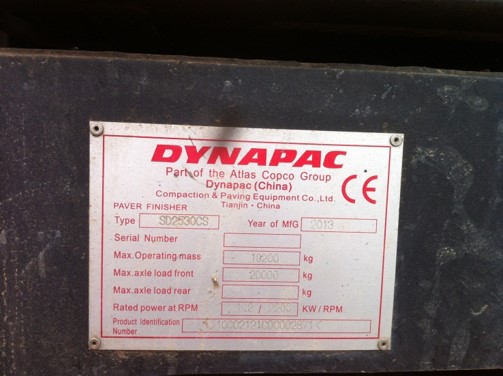 DYNAPAC
Part of the Atlas Copco Group
Dynapac (China)
Compaction & Paving Equipment Co., Ltd.
Tianjin · China
CE
PAVER FINISHER
Type SD2530CS Year of MFG 2013
Serial Number
Max. Operating mass 19200 kg
Max. axle load front 20000 kg
Max. axle load rear kg
Rated power at RPM KW / RPM
Product Identification
Number